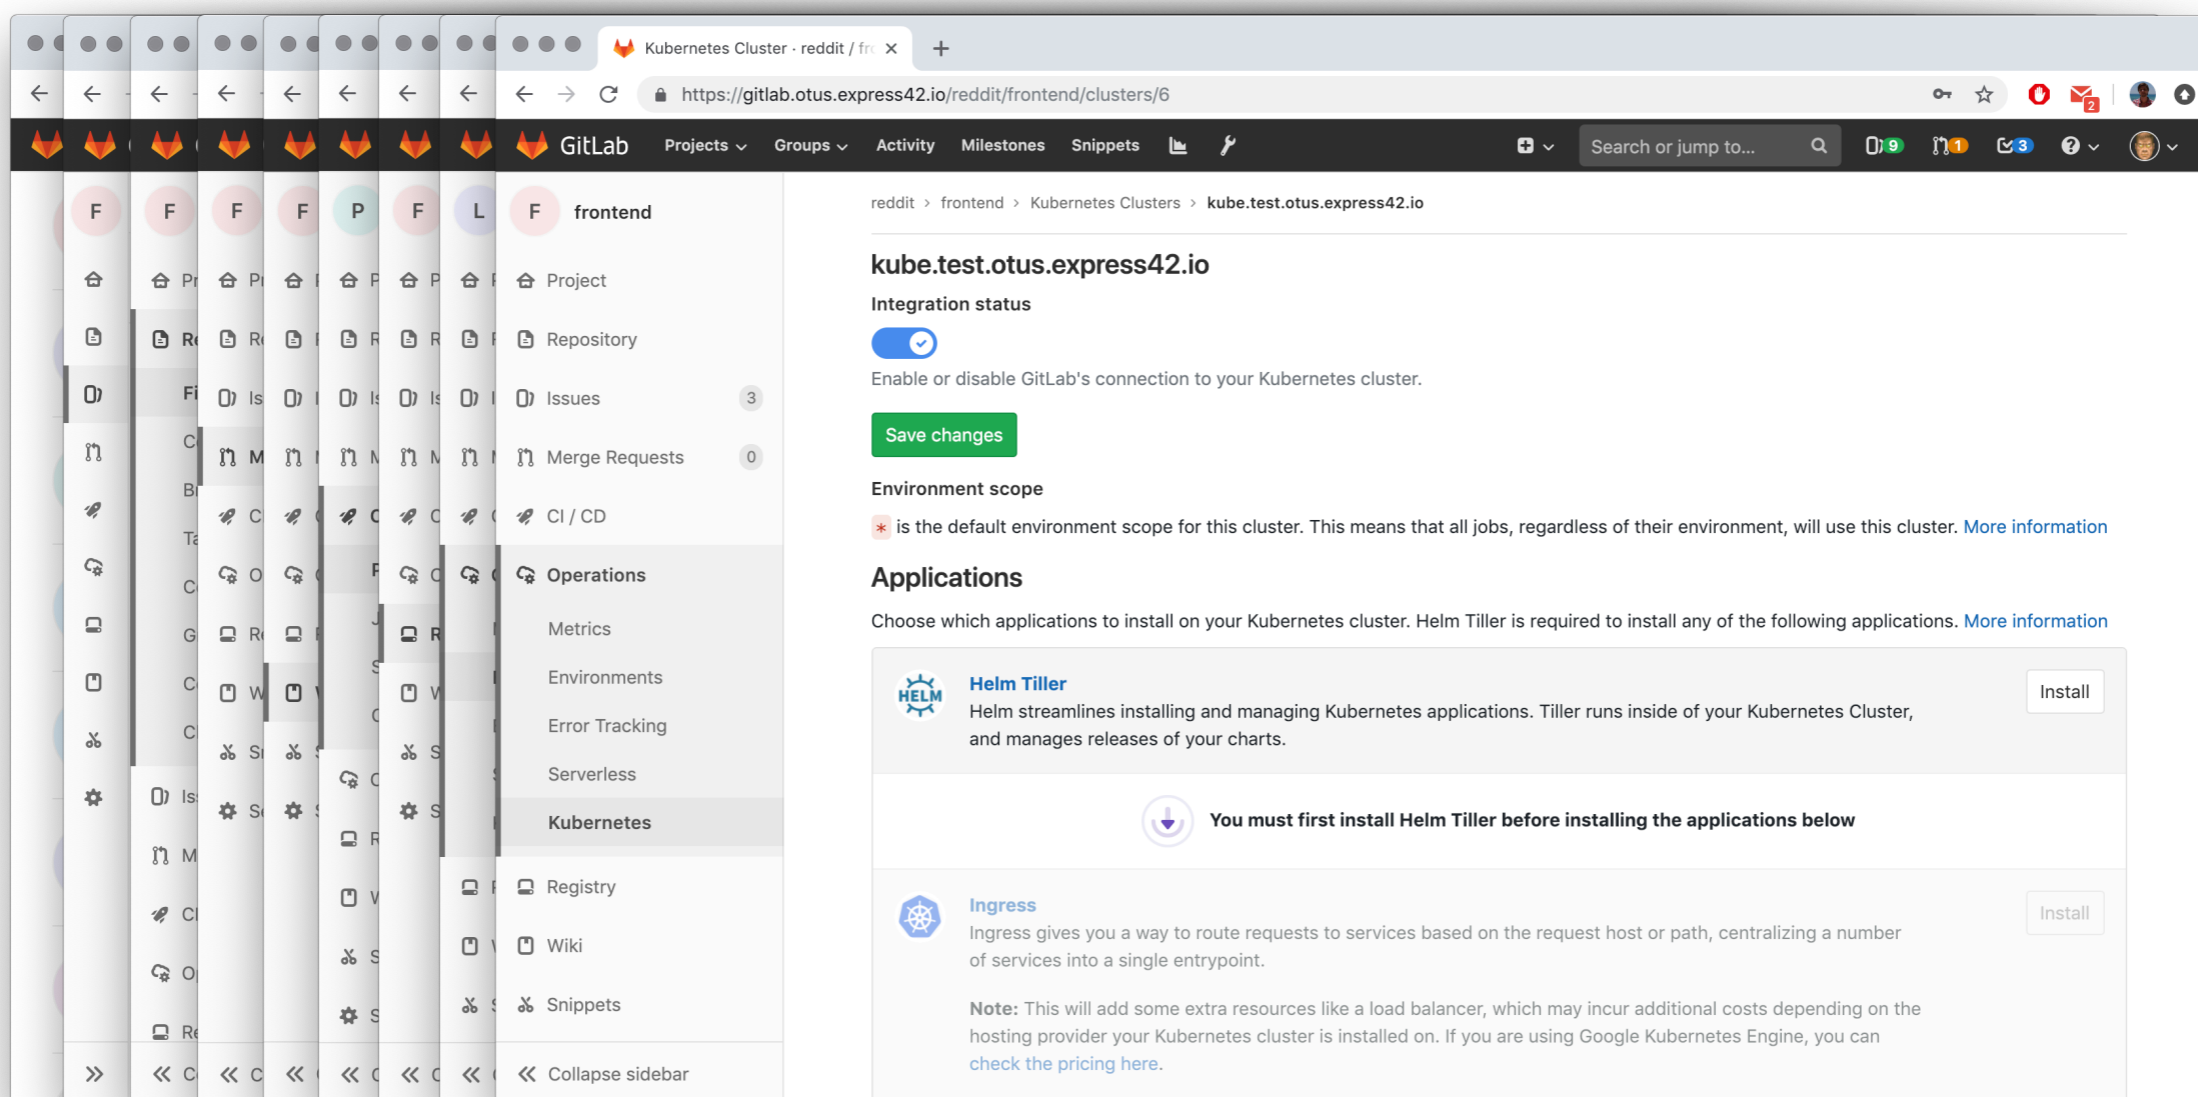 Kubernetes Cluster · reddit / fr
https://gitlab.otus.express42.io/reddit/frontend/clusters/6
2
GitLab
Projects
Groups
Activity
Milestones
Snippets
Search or jump to...
9
1
3
F
F
F
F
P
F
L
F
frontend
Project
Repository
Issues
3
Merge Requests
0
CI / CD
Operations
Metrics
Environments
Error Tracking
Serverless
Kubernetes
Registry
Wiki
Snippets
Collapse sidebar
reddit › frontend › Kubernetes Clusters › kube.test.otus.express42.io
kube.test.otus.express42.io
Integration status
Enable or disable GitLab's connection to your Kubernetes cluster.
Save changes
Environment scope
* is the default environment scope for this cluster. This means that all jobs, regardless of their environment, will use this cluster. More information
Applications
Choose which applications to install on your Kubernetes cluster. Helm Tiller is required to install any of the following applications. More information
HELM
Helm Tiller
Install
Helm streamlines installing and managing Kubernetes applications. Tiller runs inside of your Kubernetes Cluster,
and manages releases of your charts.
You must first install Helm Tiller before installing the applications below
Ingress
Install
Ingress gives you a way to route requests to services based on the request host or path, centralizing a number
of services into a single entrypoint.
Note: This will add some extra resources like a load balancer, which may incur additional costs depending on the
hosting provider your Kubernetes cluster is installed on. If you are using Google Kubernetes Engine, you can
check the pricing here.